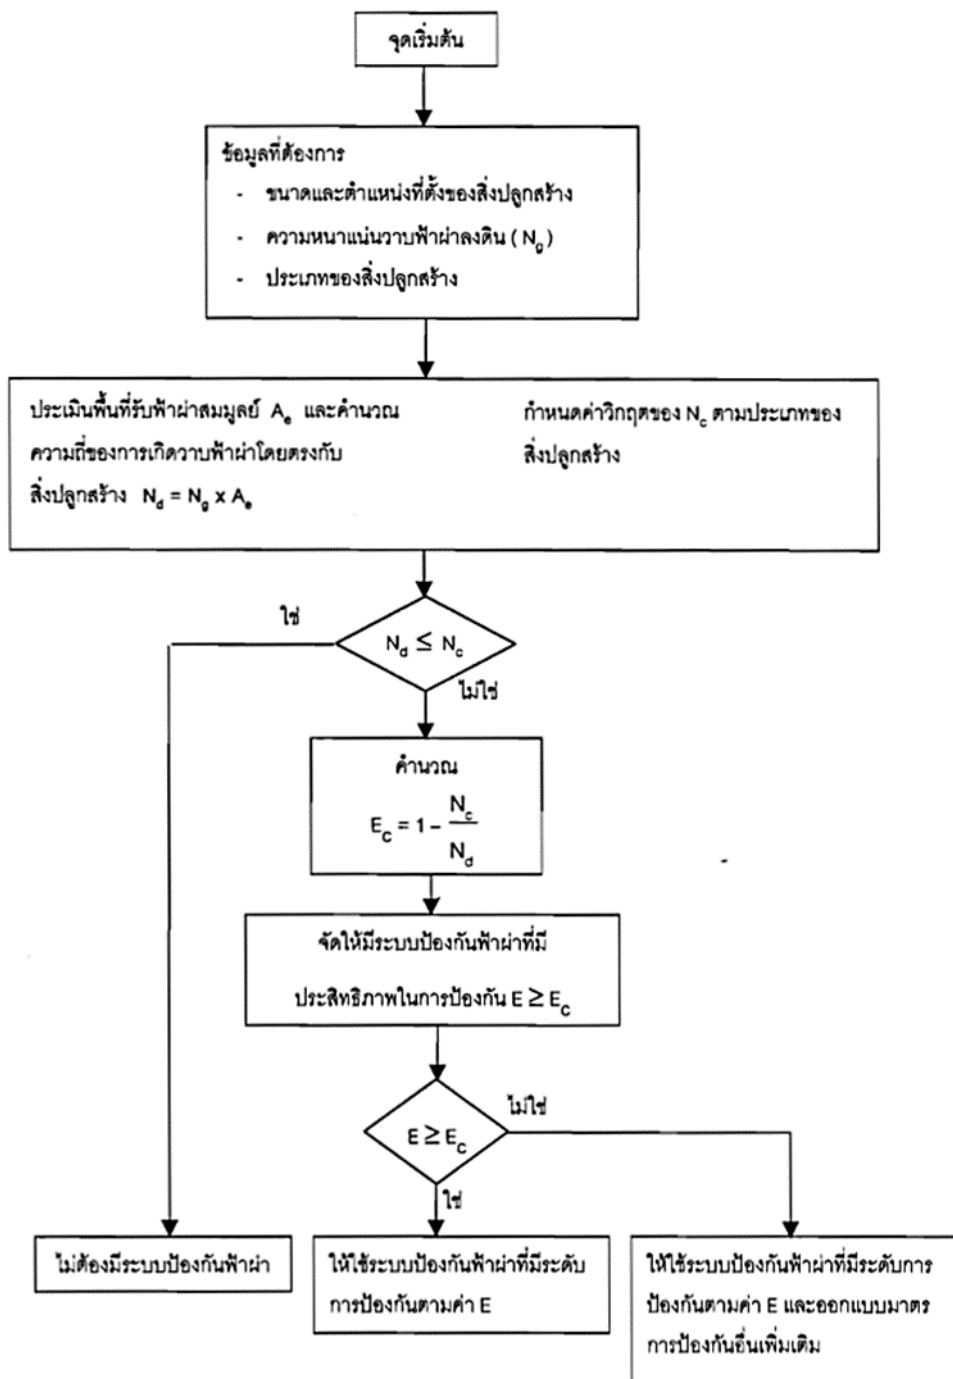 จุดเริ่มต้น
ข้อมูลที่ต้องการ
- ขนาดและตำแหน่งที่ตั้งของสิ่งปลูกสร้าง
- ความหนาแน่นวาบฟ้าผ่าลงดิน ( N_g )
- ประเภทของสิ่งปลูกสร้าง
ประเมินพื้นที่รับฟ้าผ่าสมมูลย์ A_e และคำนวณ
ความถี่ของการเกิดวาบฟ้าผ่าโดยตรงกับ
สิ่งปลูกสร้าง N_d = N_g x A_e
กำหนดค่าวิกฤตของ N_c ตามประเภทของ
สิ่งปลูกสร้าง
ใช่
N_d ≤ N_c
ไม่ใช่
คำนวณ
E_C = 1 – N_c / N_d
จัดให้มีระบบป้องกันฟ้าผ่าที่มี
ประสิทธิภาพในการป้องกัน E ≥ E_C
ไม่ใช่
E ≥ E_C
ใช่
ไม่ต้องมีระบบป้องกันฟ้าผ่า
ให้ใช้ระบบป้องกันฟ้าผ่าที่มีระดับ
การป้องกันตามค่า E
ให้ใช้ระบบป้องกันฟ้าผ่าที่มีระดับการ
ป้องกันตามค่า E และออกแบบมาตร
การป้องกันอื่นเพิ่มเติม